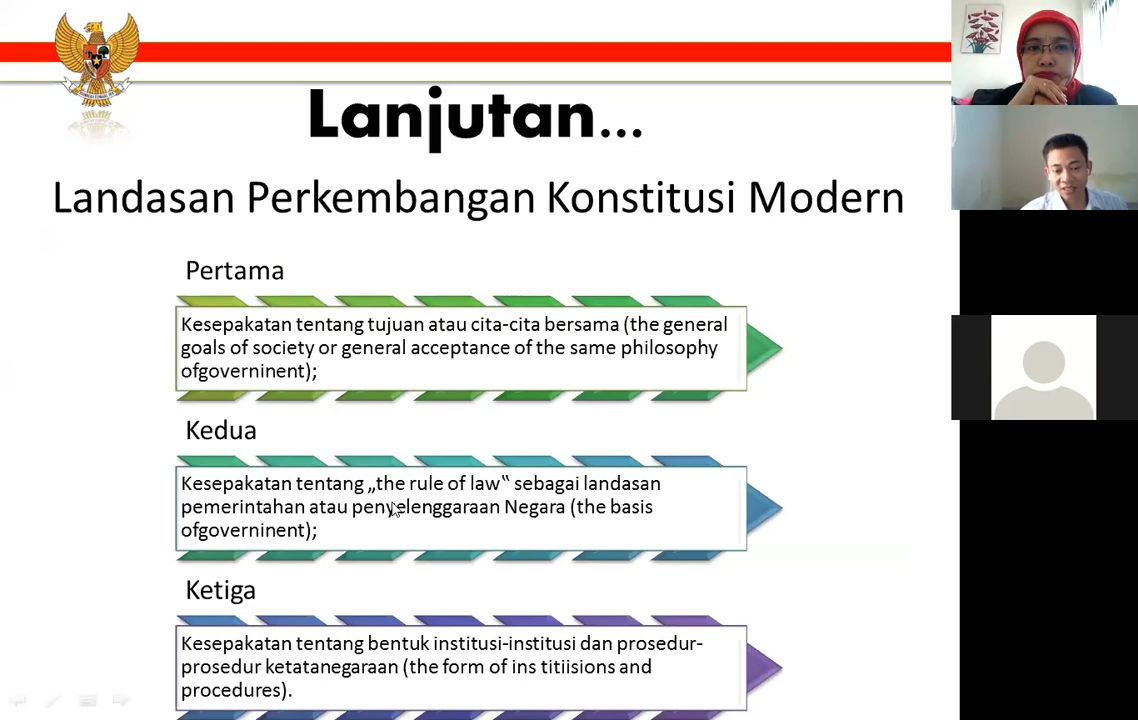 Lanjutan...
Landasan Perkembangan Konstitusi Modern
Pertama
Kesepakatan tentang tujuan atau cita-cita bersama (the general
goals of society or general acceptance of the same philosophy
ofgoverninent);
Kedua
Kesepakatan tentang „the rule of law‟ sebagai landasan
pemerintahan atau penyelenggaraan Negara (the basis
ofgoverninent);
Ketiga
Kesepakatan tentang bentuk institusi-institusi dan prosedur-
prosedur ketatanegaraan (the form of ins titiisions and
procedures).